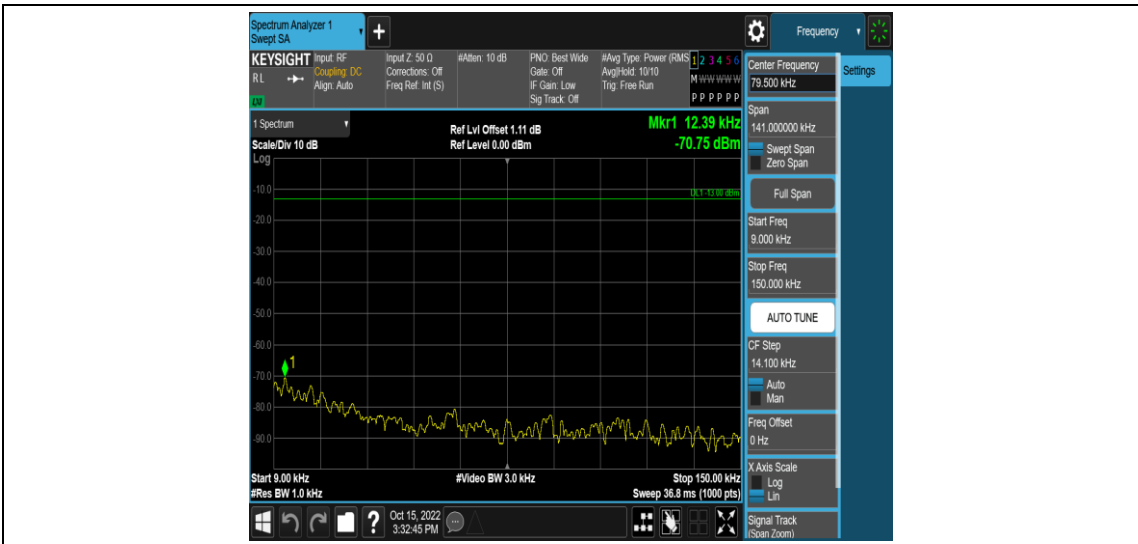 Spectrum Analyzer 1
Swept SA
+
Frequency
KEYSIGHT
R L
LXI
Input: RF
Coupling: DC
Align: Auto
Input Z: 50 Ω
Corrections: Off
Freq Ref: Int (S)
#Atten: 10 dB
PNO: Best Wide
Gate: Off
IF Gain: Low
Sig Track: Off
#Avg Type: Power (RMS
Avg|Hold: 10/10
Trig: Free Run
1 2 3 4 5 6
M W W W W W
P P P P P P
Center Frequency
79.500 kHz
Settings
1 Spectrum
Scale/Div 10 dB
Log
Ref Lvl Offset 1.11 dB
Ref Level 0.00 dBm
Mkr1 12.39 kHz
-70.75 dBm
Span
141.000000 kHz
Swept Span
Zero Span
Full Span
Start Freq
9.000 kHz
Stop Freq
150.000 kHz
AUTO TUNE
CF Step
14.100 kHz
Auto
Man
Freq Offset
0 Hz
X Axis Scale
Log
Lin
Signal Track
(Span Zoom)
DL1 -13.00 dBm
-10.0
-20.0
-30.0
-40.0
-50.0
-60.0
-70.0
-80.0
-90.0
1
Start 9.00 kHz
#Res BW 1.0 kHz
#Video BW 3.0 kHz
Stop 150.00 kHz
Sweep 36.8 ms (1000 pts)
?
Oct 15, 2022
3:32:45 PM